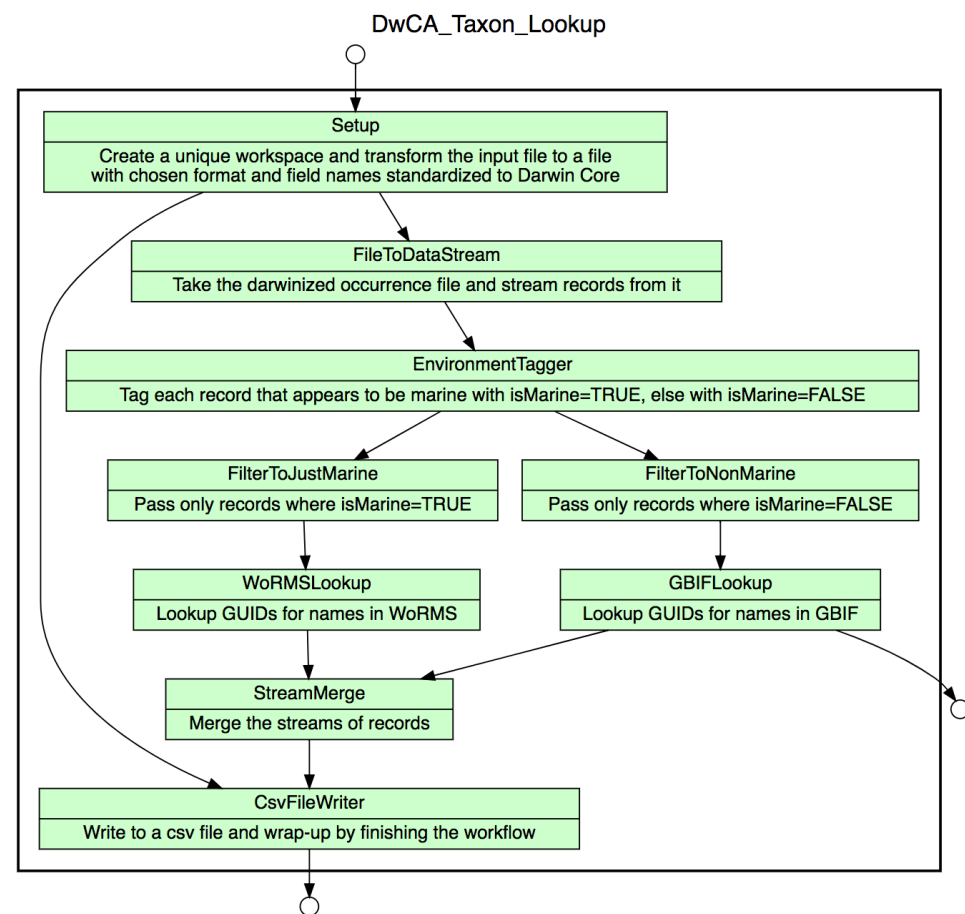 DwCA_Taxon_Lookup
Setup
Create a unique workspace and transform the input file to a file
with chosen format and field names standardized to Darwin Core
FileToDataStream
Take the darwinized occurrence file and stream records from it
EnvironmentTagger
Tag each record that appears to be marine with isMarine=TRUE, else with isMarine=FALSE
FilterToJustMarine
Pass only records where isMarine=TRUE
FilterToNonMarine
Pass only records where isMarine=FALSE
WoRMSLookup
Lookup GUIDs for names in WoRMS
GBIFLookup
Lookup GUIDs for names in GBIF
StreamMerge
Merge the streams of records
CsvFileWriter
Write to a csv file and wrap-up by finishing the workflow